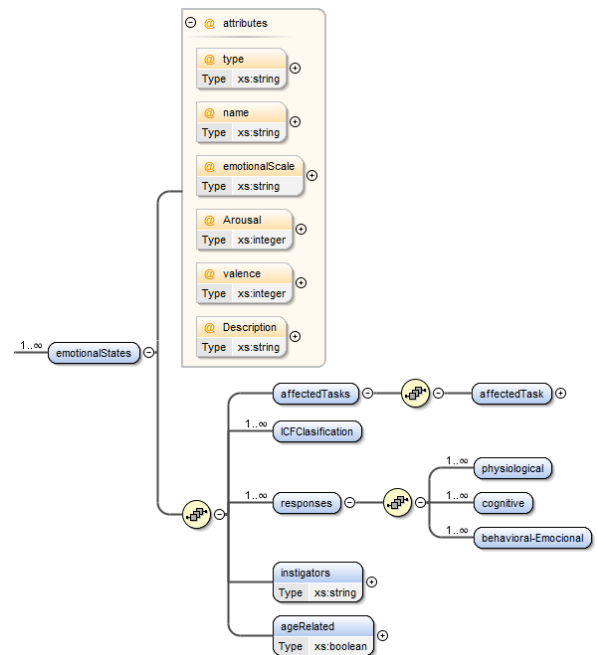 @ attributes
@ type
Type xs:string
@ name
Type xs:string
@ emotionalScale
Type xs:string
@ Arousal
Type xs:integer
@ valence
Type xs:integer
@ Description
Type xs:string
1..∞
emotionalStates
affectedTasks
affectedTask
1..∞
ICFClasification
1..∞
responses
1..∞
physiological
1..∞
cognitive
1..∞
behavioral-Emocional
instigators
Type xs:string
ageRelated
Type xs:boolean